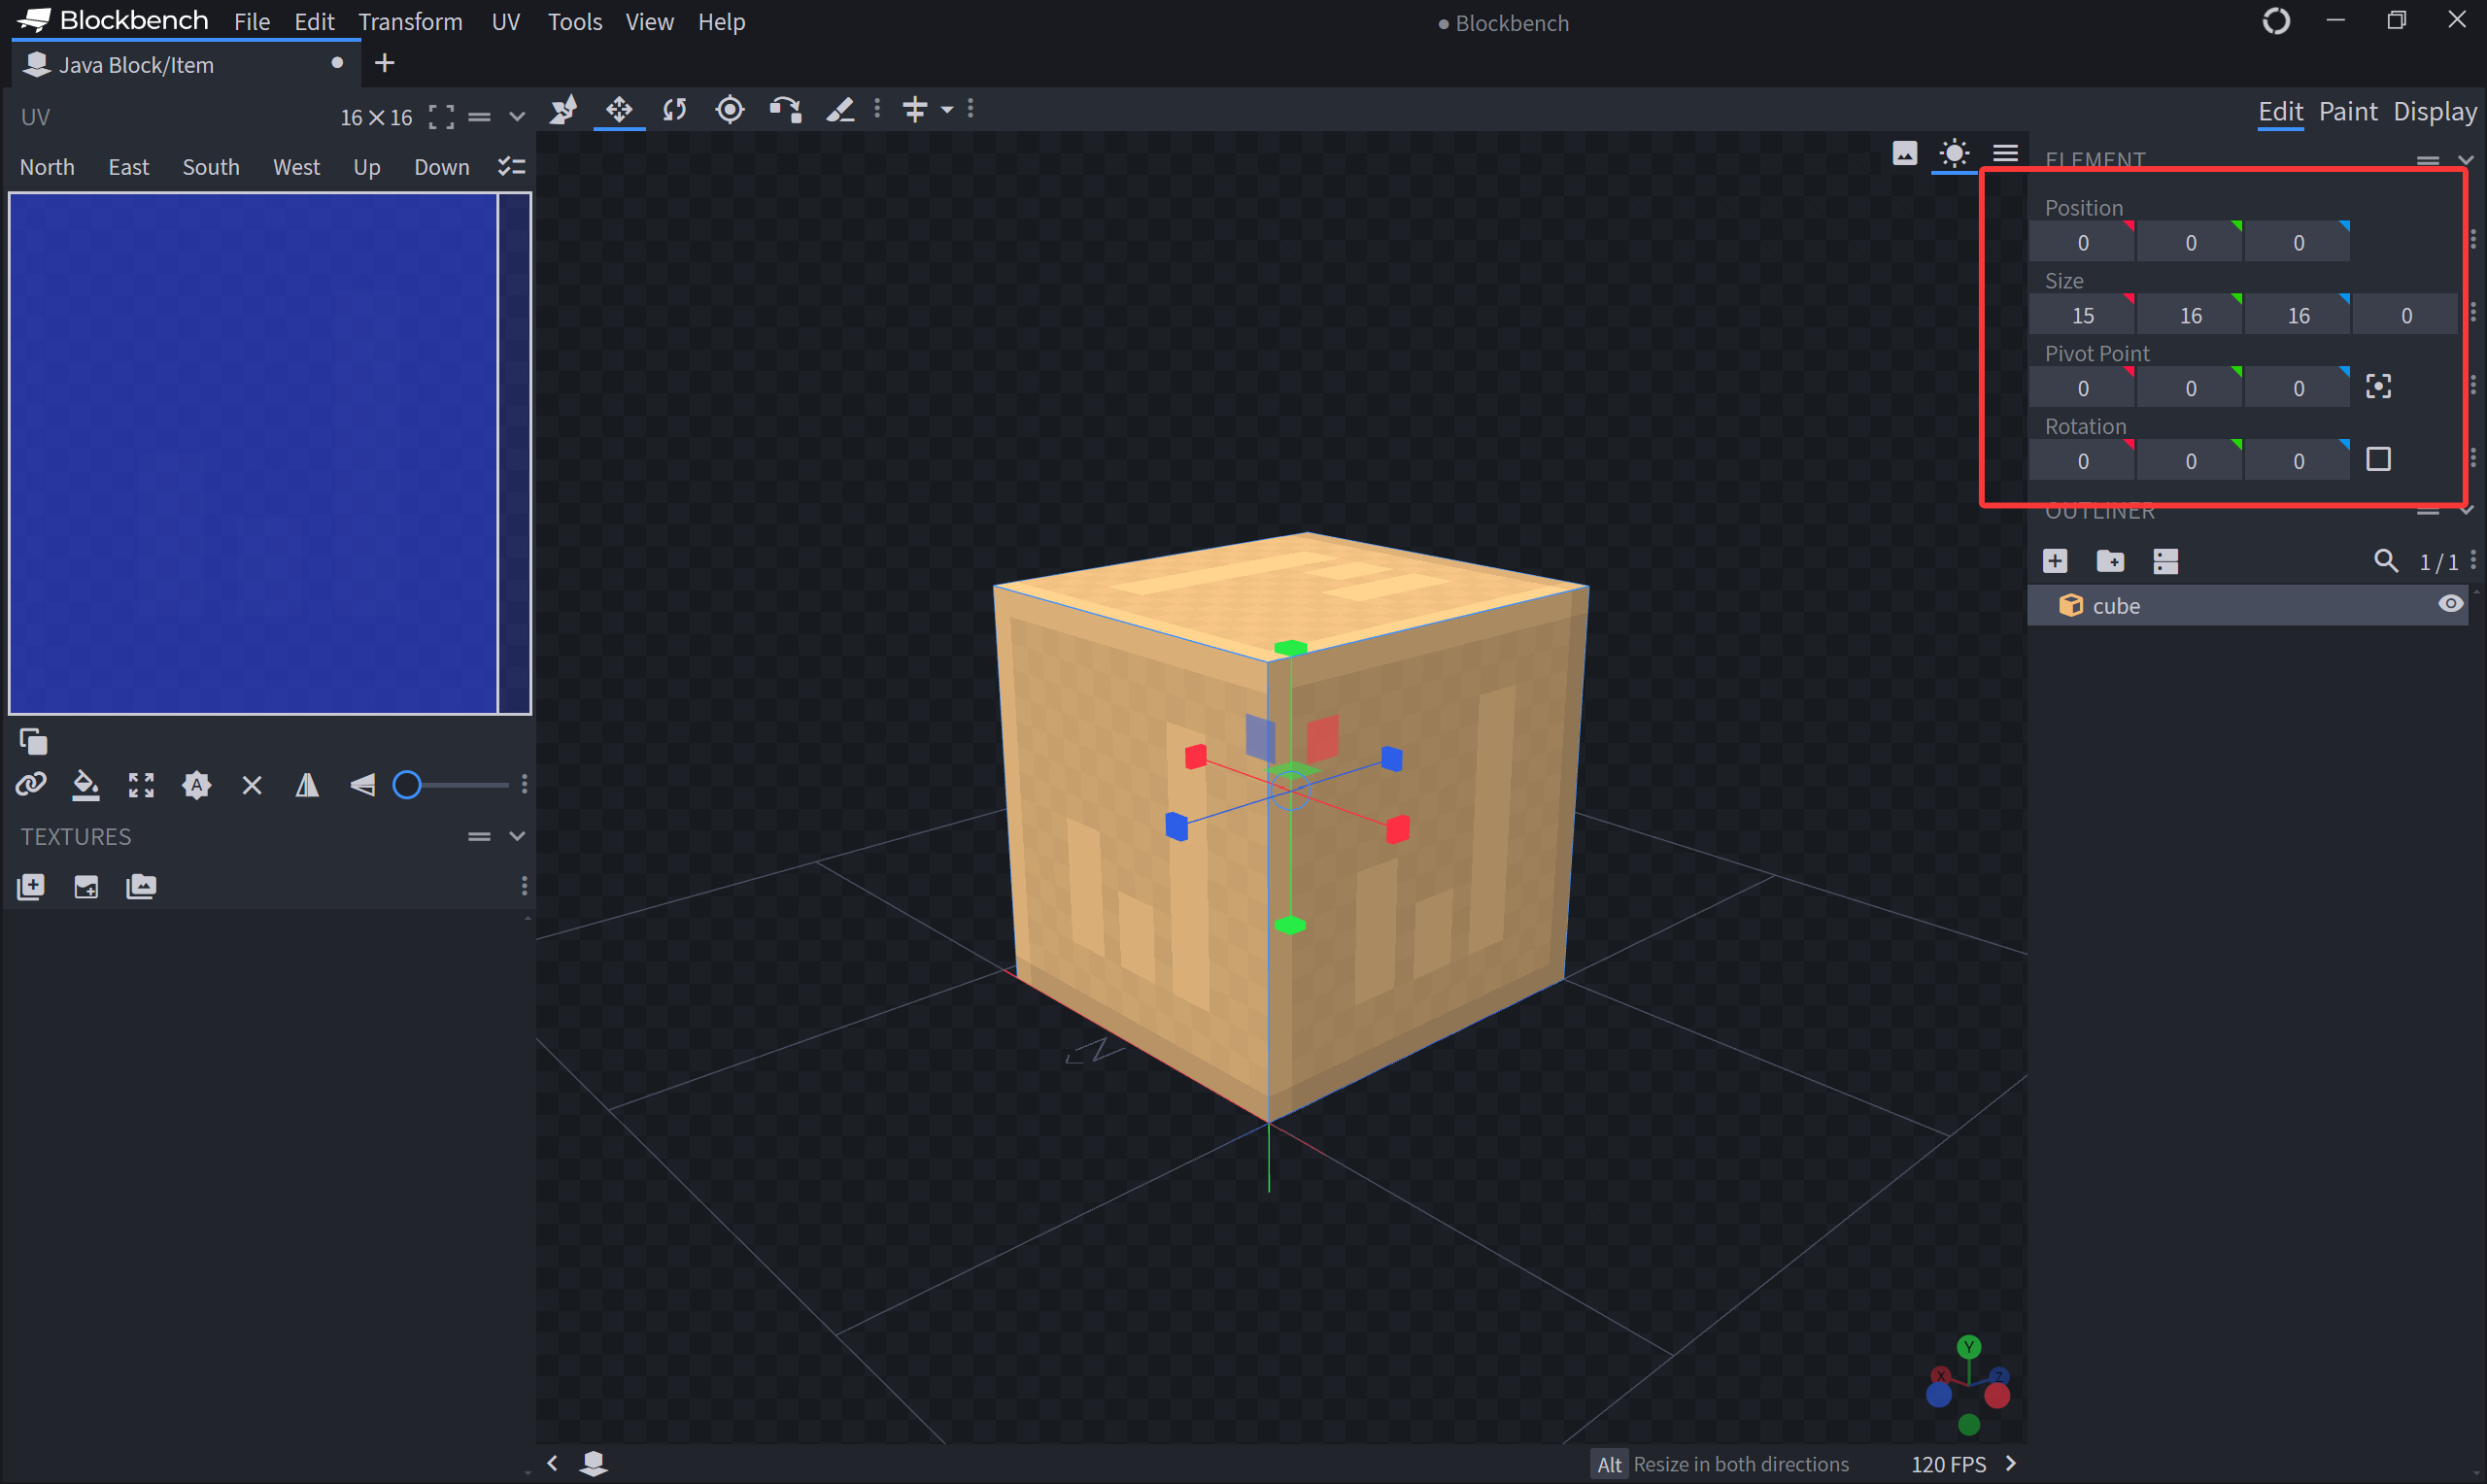 Blockbench File Edit Transform UV Tools View Help
• Blockbench
Java Block/Item
UV 16×16
North East South West Up Down
TEXTURES
Edit Paint Display
ELEMENT
Position
0 0 0
Size
15 16 16 0
Pivot Point
0 0 0
Rotation
0 0 0
OUTLINER
1/1
cube
N
Y
X Z
Alt Resize in both directions 120 FPS